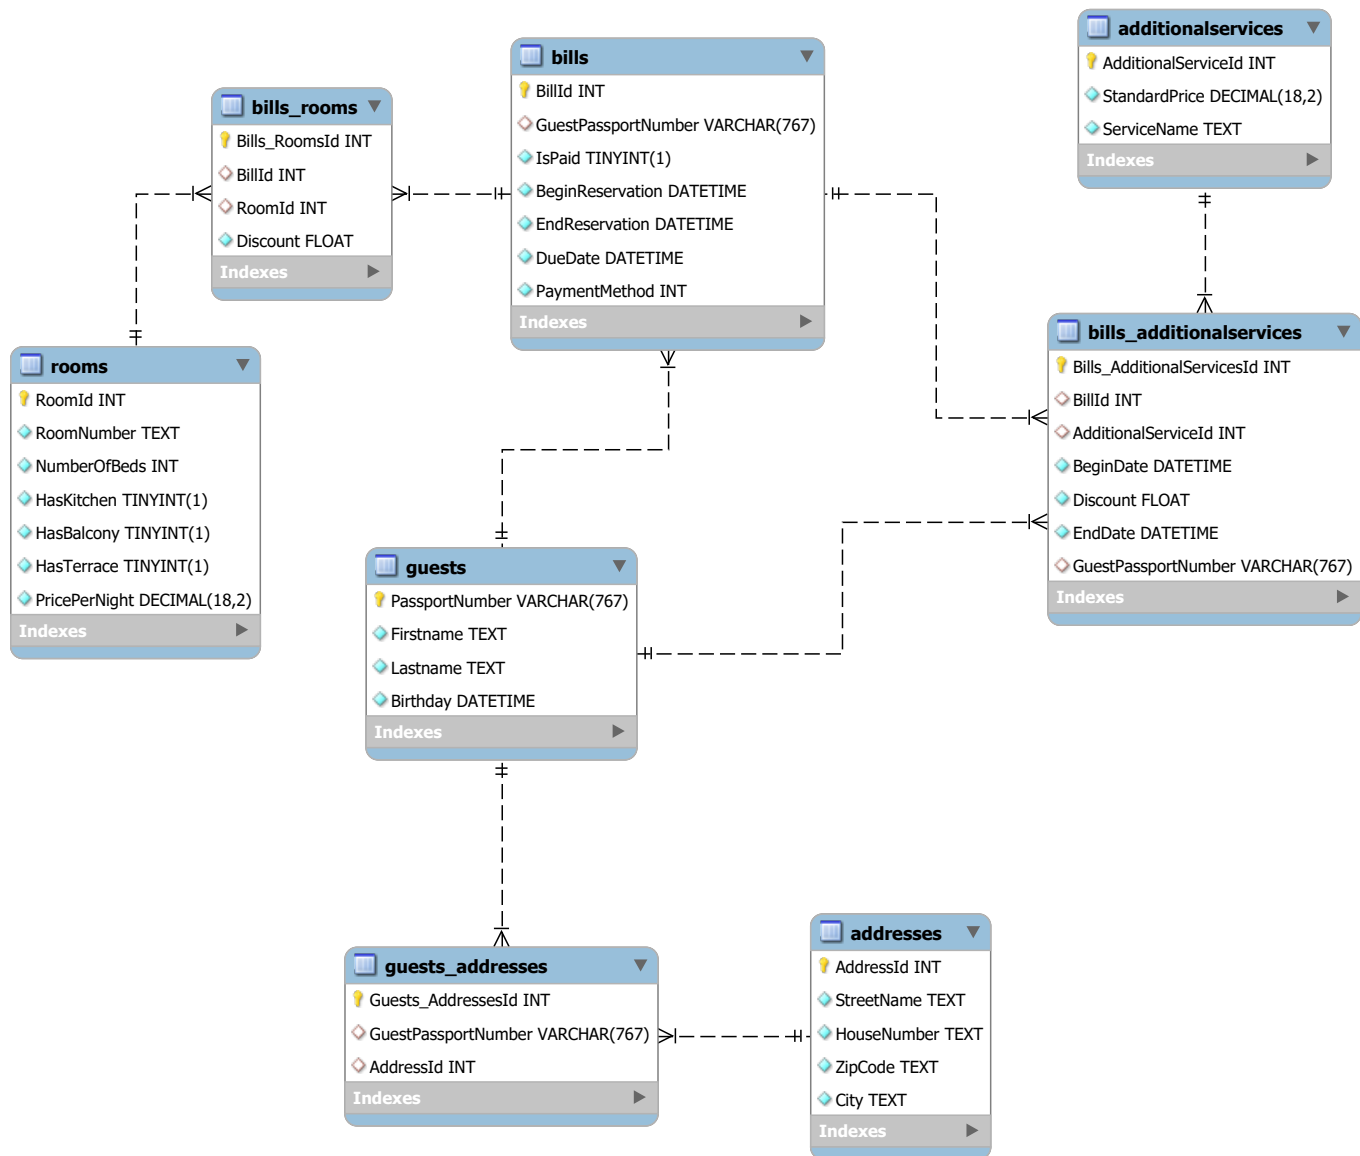 bills_rooms
Bills_RoomsId INT
BillId INT
RoomId INT
Discount FLOAT
Indexes
bills
BillId INT
GuestPassportNumber VARCHAR(767)
IsPaid TINYINT(1)
BeginReservation DATETIME
EndReservation DATETIME
DueDate DATETIME
PaymentMethod INT
Indexes
additionalservices
AdditionalServiceId INT
StandardPrice DECIMAL(18,2)
ServiceName TEXT
Indexes
rooms
RoomId INT
RoomNumber TEXT
NumberOfBeds INT
HasKitchen TINYINT(1)
HasBalcony TINYINT(1)
HasTerrace TINYINT(1)
PricePerNight DECIMAL(18,2)
Indexes
bills_additionalservices
Bills_AdditionalServicesId INT
BillId INT
AdditionalServiceId INT
BeginDate DATETIME
Discount FLOAT
EndDate DATETIME
GuestPassportNumber VARCHAR(767)
Indexes
guests
PassportNumber VARCHAR(767)
Firstname TEXT
Lastname TEXT
Birthday DATETIME
Indexes
guests_addresses
Guests_AddressesId INT
GuestPassportNumber VARCHAR(767)
AddressId INT
Indexes
addresses
AddressId INT
StreetName TEXT
HouseNumber TEXT
ZipCode TEXT
City TEXT
Indexes